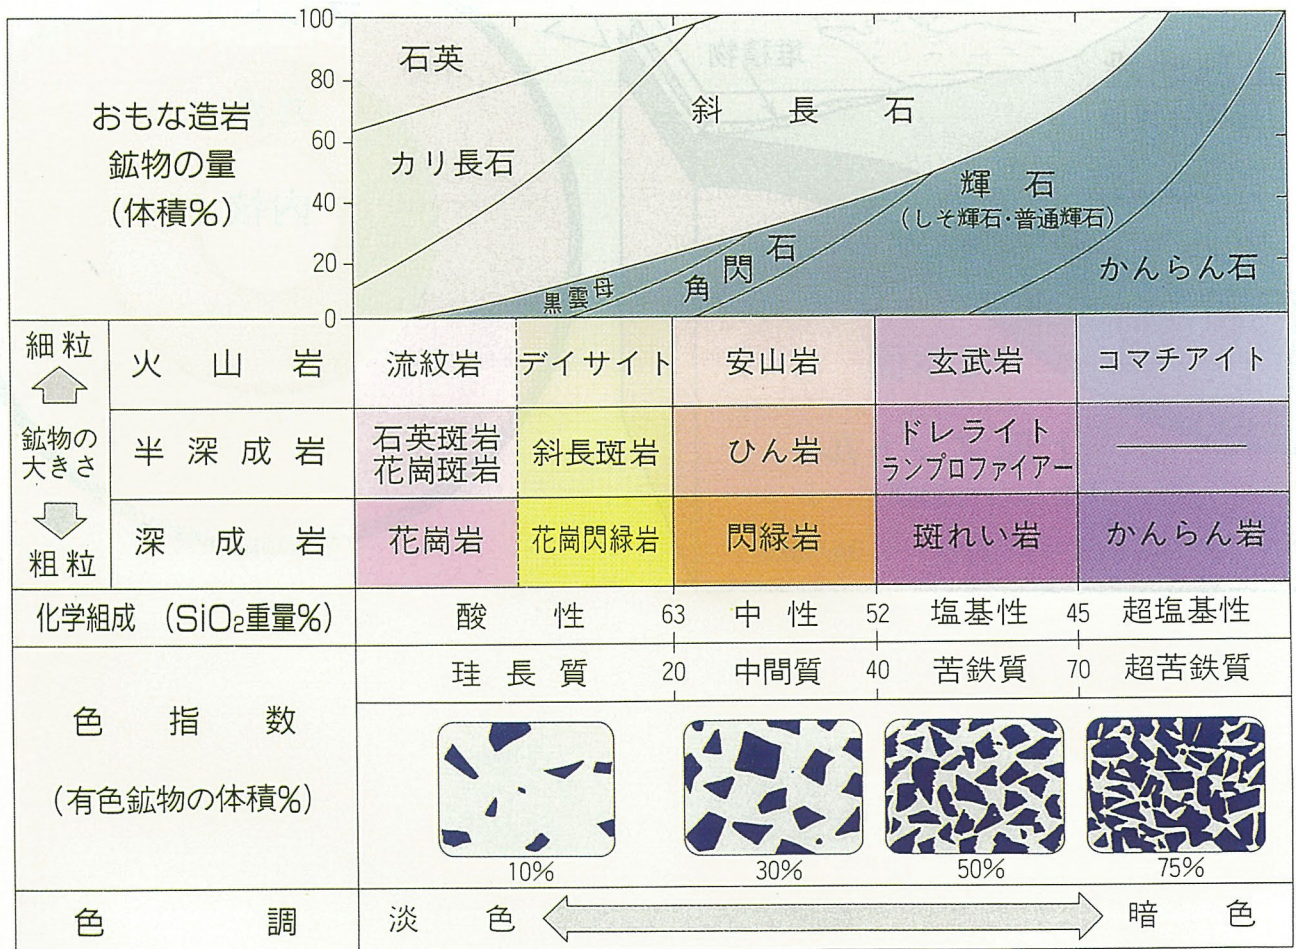 おもな造岩
鉱物の量
(体積%)
100
80
60
40
20
0
石英
カリ長石
斜長石
黒雲母
角閃石
輝石
(しそ輝石・普通輝石)
かんらん石
堆積物
細粒
鉱物の
大きさ
粗粒
火山岩
流紋岩
デイサイト
安山岩
玄武岩
コマチアイト
半深成岩
石英斑岩
花崗斑岩
斜長斑岩
ひん岩
ドレライト
ランプロファイアー
深成岩
花崗岩
花崗閃緑岩
閃緑岩
斑れい岩
かんらん岩
化学組成 (SiO₂重量%)
酸性 63 中性 52 塩基性 45 超塩基性
色指数
(有色鉱物の体積%)
珪長質 20 中間質 40 苦鉄質 70 超苦鉄質
10%
30%
50%
75%
色調
淡色
暗色